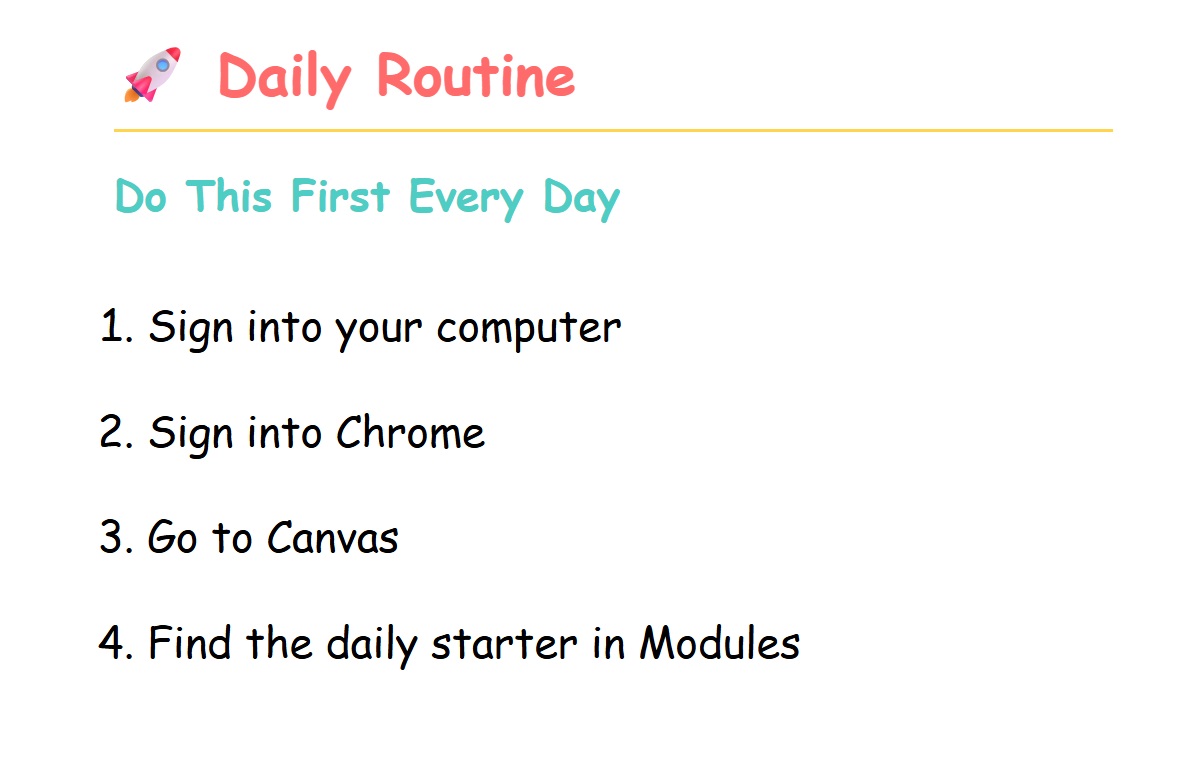 Daily Routine
Do This First Every Day
1. Sign into your computer
2. Sign into Chrome
3. Go to Canvas
4. Find the daily starter in Modules